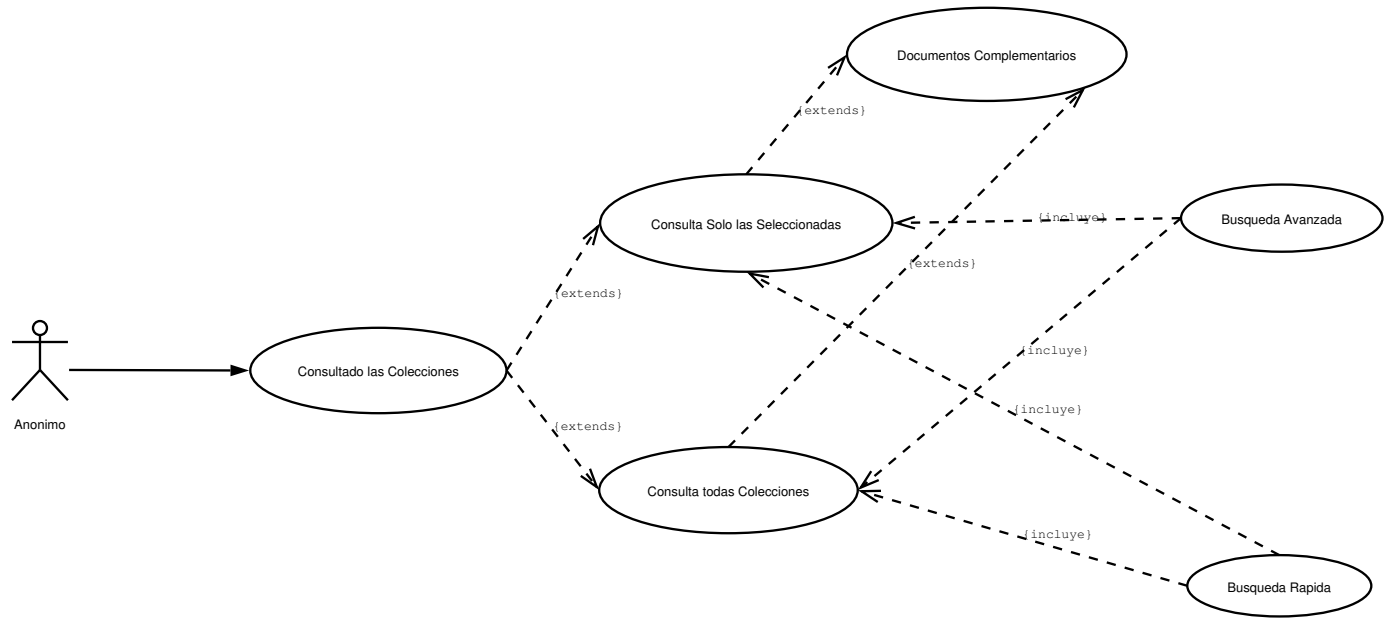 Documentos Complementarios
{extends}
Consulta Solo las Seleccionadas
{incluye}
Busqueda Avanzada
{extends}
{extends}
{incluye}
Consultado las Colecciones
{incluye}
Anonimo
{extends}
Consulta todas Colecciones
{incluye}
Busqueda Rapida